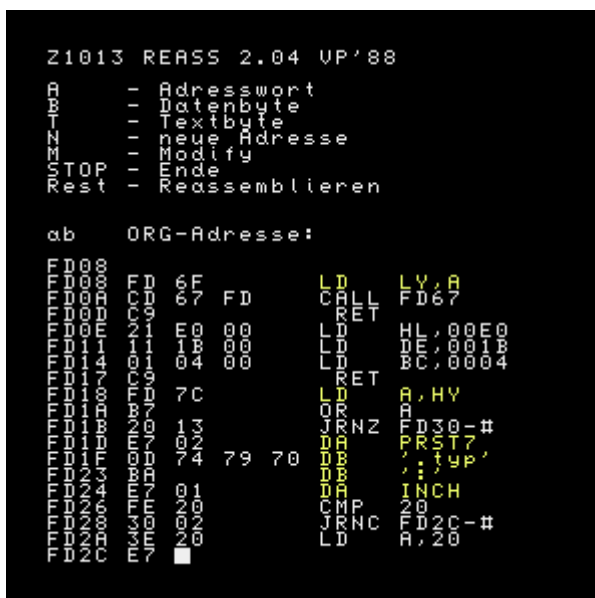 Z1013 REASS 2.04 VP'88
A - Adresswort
B - Datenbyte
T - Textbyte
N - neue Adresse
M - Modify
STOP - Ende
Rest - Reassemblieren
ab ORG-Adresse:
FD08
FD08 FD 6F LD LY,A
FD0A CD 67 FD CALL FD67
FD0D C9 RET
FD0E 21 E0 00 LD HL,00E0
FD11 11 1B 00 LD DE,001B
FD14 01 04 00 LD BC,0004
FD17 C9 RET
FD18 FD 7C LD A,HY
FD1A B7 OR A
FD1B 20 13 JRNZ FD30-#
FD1D E7 02 DA PRST7
FD1F 0D 74 79 70 DB '.typ'
FD23 BA DB ':'
FD24 E7 01 DA INCH
FD26 FE 20 CMP 20
FD28 30 02 JRNC FD2C-#
FD2A 3E 20 LD A,20
FD2C E7